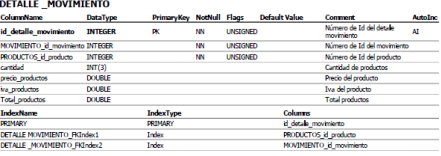 DETALLE _MOVIMIENTO
ColumnName DataType PrimaryKey NotNull Flags Default Value Comment AutoInc
id_detalle_movimiento INTEGER PK NN UNSIGNED Número de Id del detalle movimiento AI
MOVIMIENTO_id_movimiento INTEGER NN UNSIGNED Número de Id del movimiento
PRODUCTOS_id_producto INTEGER NN UNSIGNED Número de Id del producto
cantidad INT(3) Cantidad de productos
precio_productos DOUBLE Precio del producto
iva_productos DOUBLE Iva del producto
Total_productos DOUBLE Total productos
IndexName IndexType Columns
PRIMARY PRIMARY id_detalle_movimiento
DETALLE MOVIMIENTO_FKIndex1 Index PRODUCTOS_id_producto
DETALLE _MOVIMIENTO_FKIndex2 Index MOVIMIENTO_id_movimiento